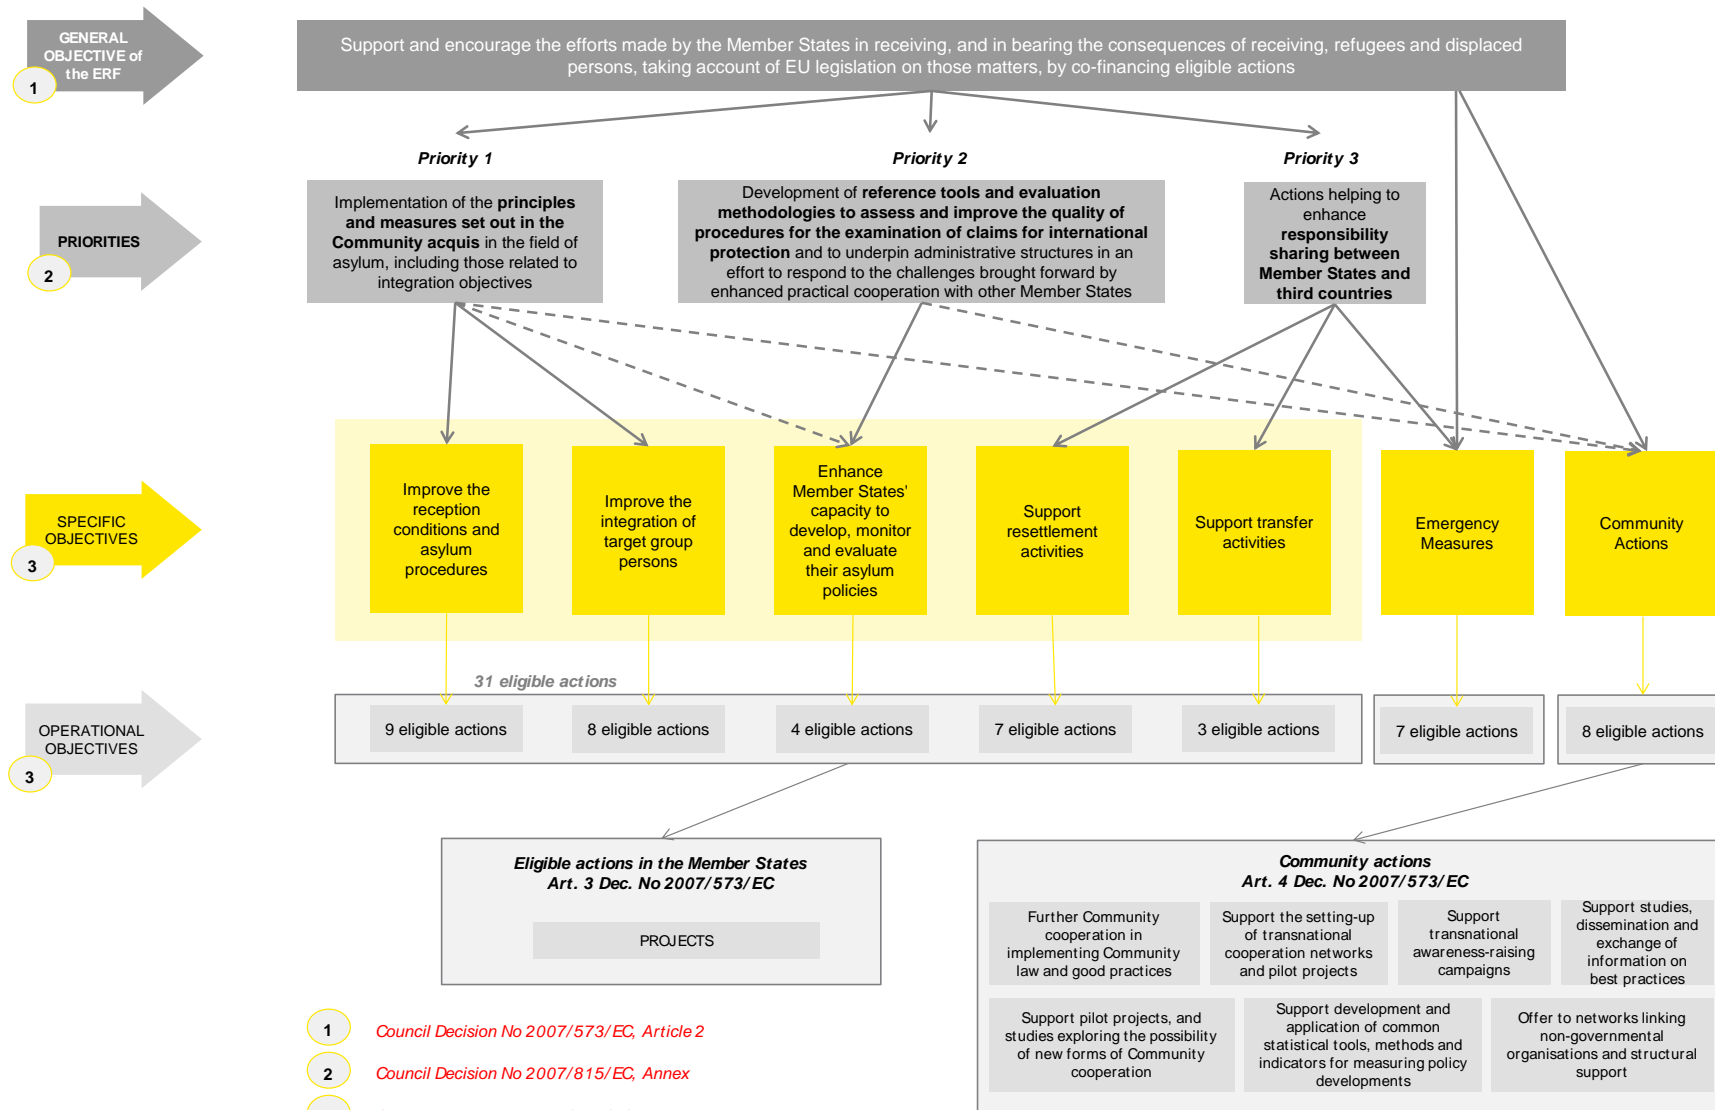 GENERAL
OBJECTIVE of
the ERF
1
Support and encourage the efforts made by the Member States in receiving, and in bearing the consequences of receiving, refugees and displaced
persons, taking account of EU legislation on those matters, by co-financing eligible actions
Priority 1
Priority 2
Priority 3
PRIORITIES
2
Implementation of the principles
and measures set out in the
Community acquis in the field of
asylum, including those related to
integration objectives
Development of reference tools and evaluation
methodologies to assess and improve the quality of
procedures for the examination of claims for international
protection and to underpin administrative structures in an
effort to respond to the challenges brought forward by
enhanced practical cooperation with other Member States
Actions helping to
enhance
responsibility
sharing between
Member States and
third countries
SPECIFIC
OBJECTIVES
3
Improve the
reception
conditions and
asylum
procedures
Improve the
integration of
target group
persons
Enhance
Member States'
capacity to
develop, monitor
and evaluate
their asylum
policies
Support
resettlement
activities
Support transfer
activities
Emergency
Measures
Community
Actions
31 eligible actions
OPERATIONAL
OBJECTIVES
3
9 eligible actions
8 eligible actions
4 eligible actions
7 eligible actions
3 eligible actions
7 eligible actions
8 eligible actions
Eligible actions in the Member States
Art. 3 Dec. No 2007/573/EC
PROJECTS
Community actions
Art. 4 Dec. No 2007/573/EC
Further Community
cooperation in
implementing Community
law and good practices
Support the setting-up
of transnational
cooperation networks
and pilot projects
Support
transnational
awareness-raising
campaigns
Support studies,
dissemination and
exchange of
information on
best practices
Support pilot projects, and
studies exploring the possibility
of new forms of Community
cooperation
Support development and
application of common
statistical tools, methods and
indicators for measuring policy
developments
Offer to networks linking
non-governmental
organisations and structural
support
1
Council Decision No 2007/573/EC, Article 2
2
Council Decision No 2007/815/EC, Annex